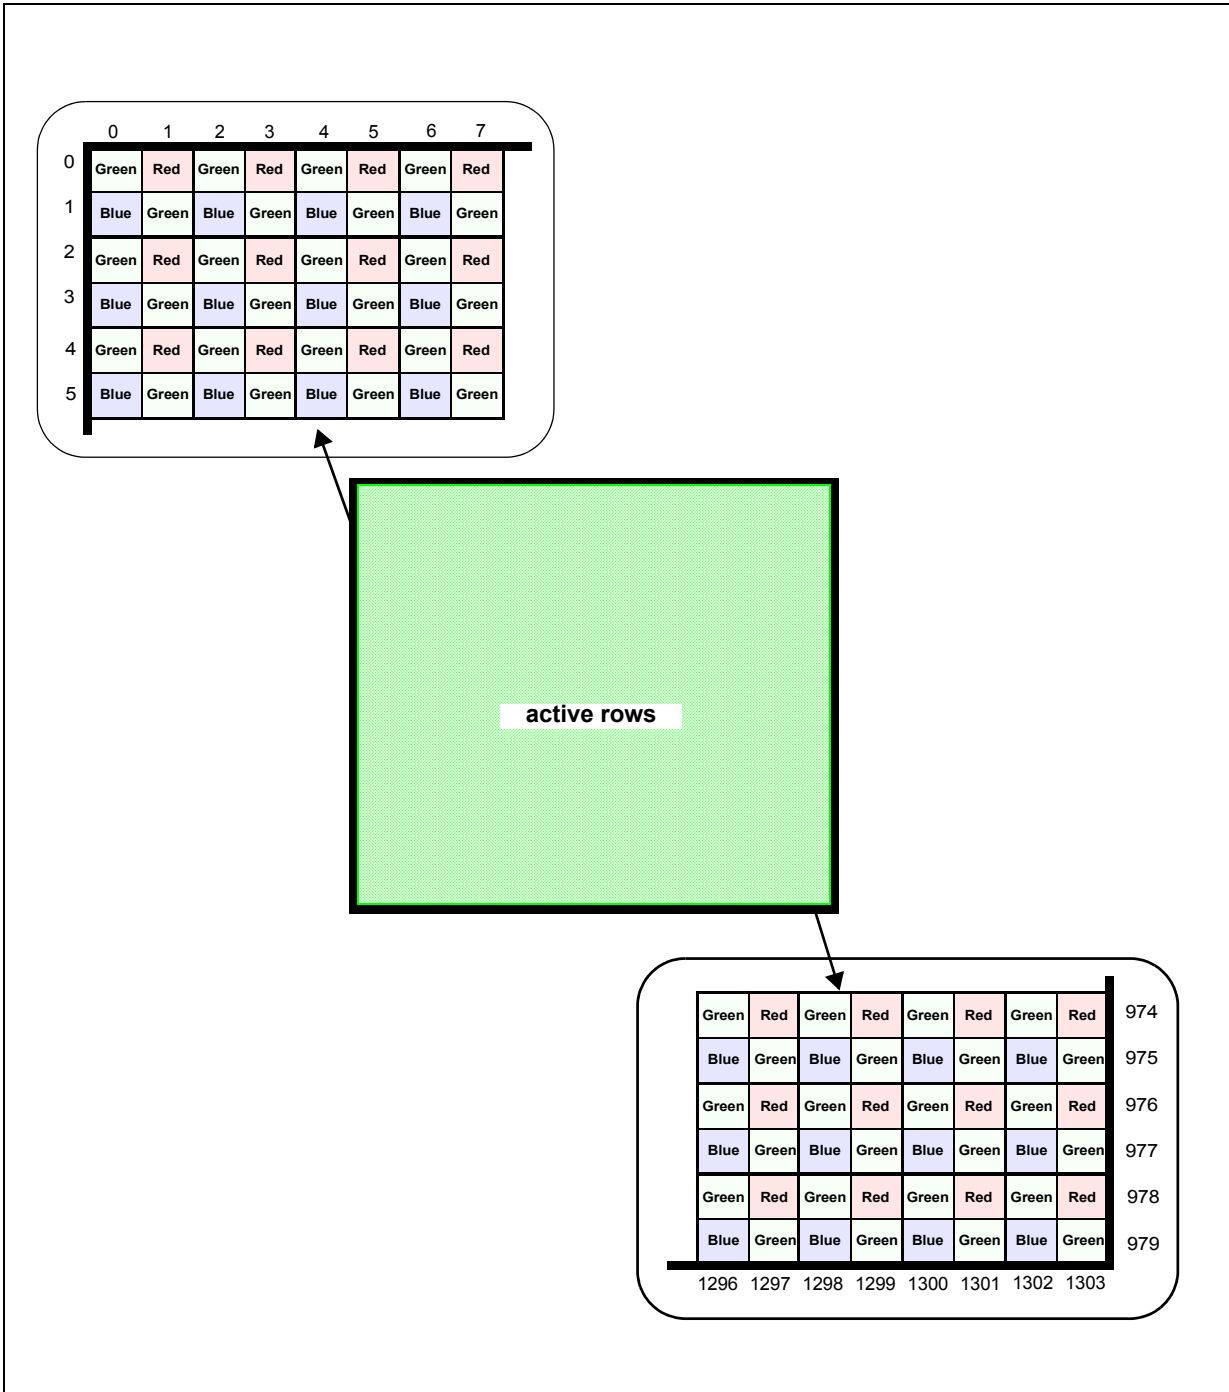 0 1 2 3 4 5 6 7
0 Green Red Green Red Green Red Green Red
1 Blue Green Blue Green Blue Green Blue Green
2 Green Red Green Red Green Red Green Red
3 Blue Green Blue Green Blue Green Blue Green
4 Green Red Green Red Green Red Green Red
5 Blue Green Blue Green Blue Green Blue Green
active rows
Green Red Green Red Green Red Green Red 974
Blue Green Blue Green Blue Green Blue Green 975
Green Red Green Red Green Red Green Red 976
Blue Green Blue Green Blue Green Blue Green 977
Green Red Green Red Green Red Green Red 978
Blue Green Blue Green Blue Green Blue Green 979
1296 1297 1298 1299 1300 1301 1302 1303